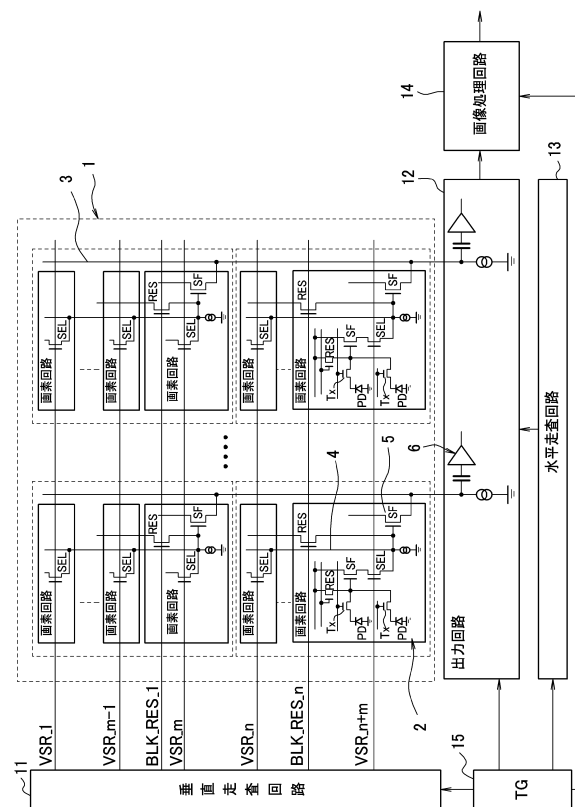 11
垂直走査回路
VSR_1
VSR_m-1
BLK_RES_1
VSR_m
VSR_n
BLK_RES_n
VSR_n+m
15
TG
1
3
画素回路
SEL
画素回路
SEL
RES
画素回路
SEL
SF
画素回路
SEL
RES
画素回路
RES
SF
Tx
PD
SEL
Tx
PD
SF
4
5
2
画素回路
SEL
画素回路
SEL
RES
画素回路
SEL
SF
画素回路
SEL
RES
画素回路
RES
SF
Tx
PD
SEL
Tx
PD
SF
6
出力回路
12
水平走査回路
13
画像処理回路
14